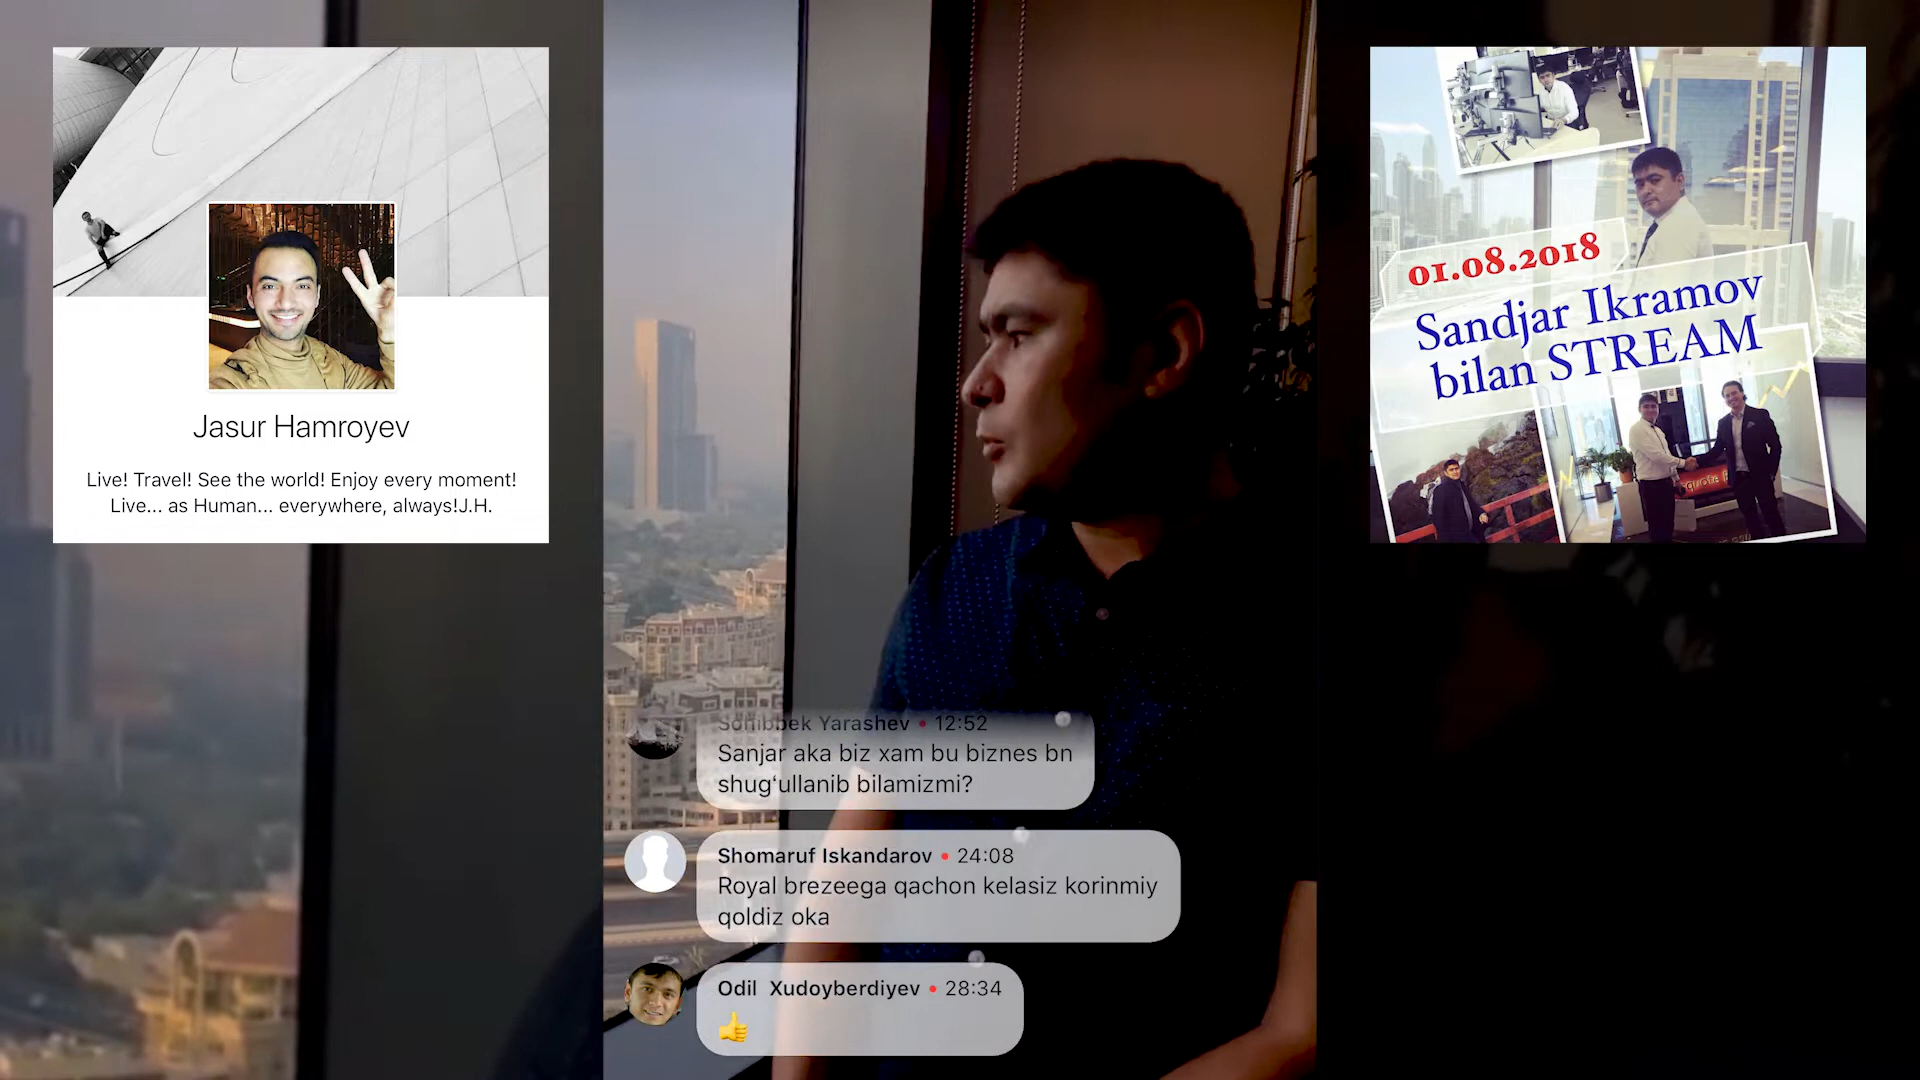 Jasur Hamroyev
Live! Travel! See the world! Enjoy every moment!
Live... as Human... everywhere, always!J.H.
01.08.2018
Sandjar Ikramov
bilan STREAM
Sohibbek Yarashev • 12:52
Sanjar aka biz xam bu biznes bn
shug‘ullanib bilamizmi?
Shomaruf Iskandarov • 24:08
Royal brezeega qachon kelasiz korinmiy
qoldiz oka
Odil Xudoyberdiyev • 28:34
👍